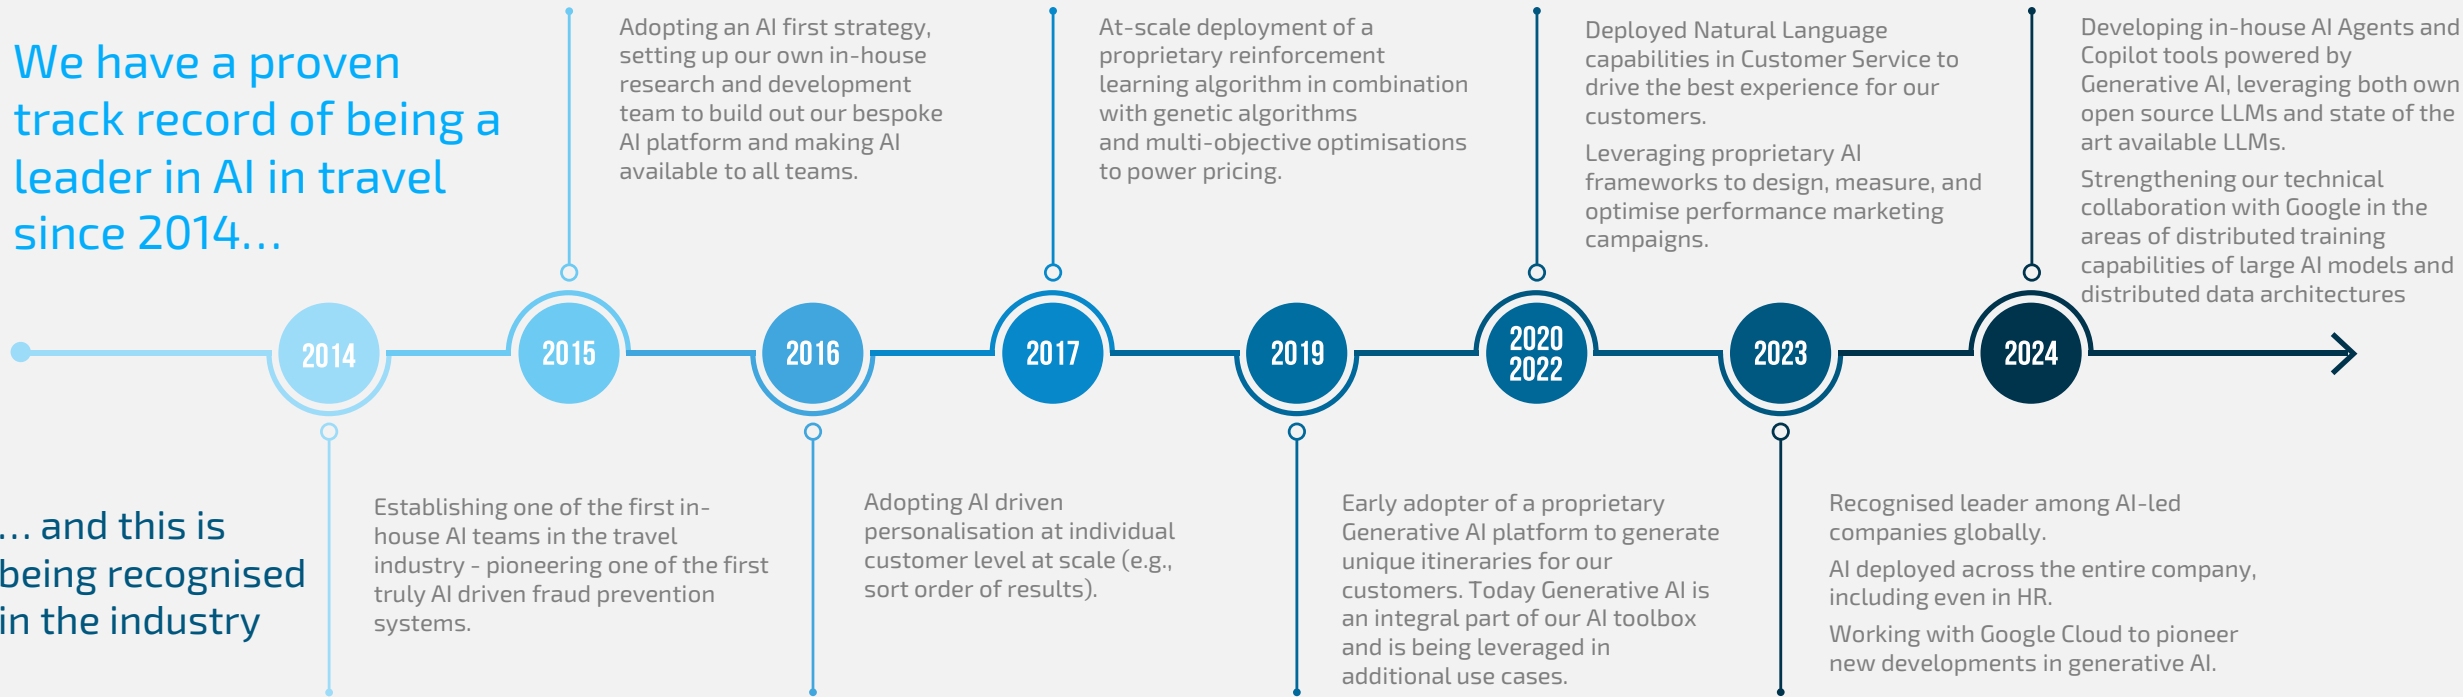 We have a proven
track record of being a
leader in AI in travel
since 2014...
Adopting an AI first strategy,
setting up our own in-house
research and development
team to build out our bespoke
AI platform and making AI
available to all teams.
At-scale deployment of a
proprietary reinforcement
learning algorithm in combination
with genetic algorithms
and multi-objective optimisations
to power pricing.
Deployed Natural Language
capabilities in Customer Service to
drive the best experience for our
customers.
Leveraging proprietary AI
frameworks to design, measure, and
optimise performance marketing
campaigns.
Developing in-house AI Agents and
Copilot tools powered by
Generative AI, leveraging both own
open source LLMs and state of the
art available LLMs.
Strengthening our technical
collaboration with Google in the
areas of distributed training
capabilities of large AI models and
distributed data architectures
2014
2015
2016
2017
2019
2020
2022
2023
2024
... and this is
being recognised
in the industry
Establishing one of the first in-
house AI teams in the travel
industry - pioneering one of the first
truly AI driven fraud prevention
systems.
Adopting AI driven
personalisation at individual
customer level at scale (e.g.,
sort order of results).
Early adopter of a proprietary
Generative AI platform to generate
unique itineraries for our
customers. Today Generative AI is
an integral part of our AI toolbox
and is being leveraged in
additional use cases.
Recognised leader among AI-led
companies globally.
AI deployed across the entire company,
including even in HR.
Working with Google Cloud to pioneer
new developments in generative AI.